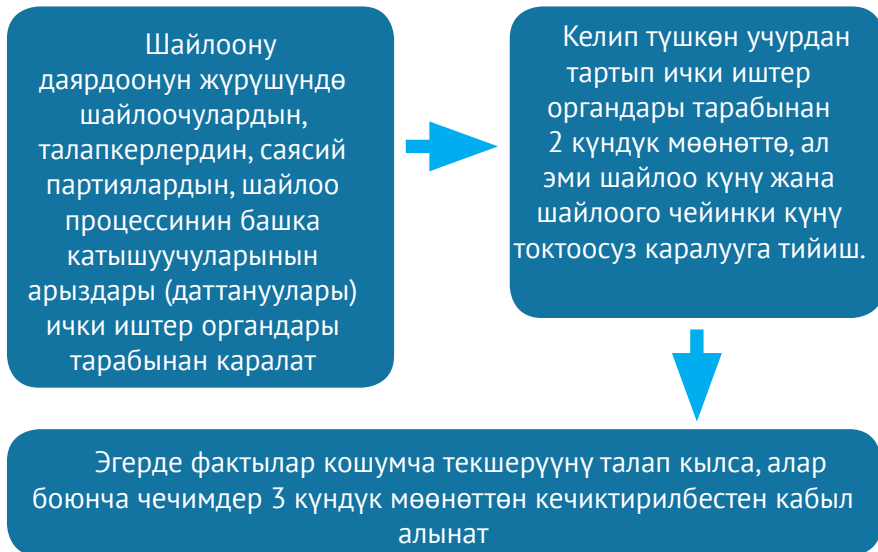 Шайлоону
даярдоонун жүрүшүндө
шайлоочулардын,
талапкерлердин, саясий
партиялардын, шайлоо
процессинин башка
катышуучуларынын
арыздары (даттануулары)
ички иштер органдары
тарабынан каралат
Келип түшкөн учурдан
тартып ички иштер
органдары тарабынан
2 күндүк мөөнөттө, ал
эми шайлоо күнү жана
шайлоого чейинки күнү
токтоосуз каралууга тийиш.
Эгерде фактылар кошумча текшерүүнү талап кылса, алар
боюнча чечимдер 3 күндүк мөөнөттөн кечиктирилбестен кабыл
алынат